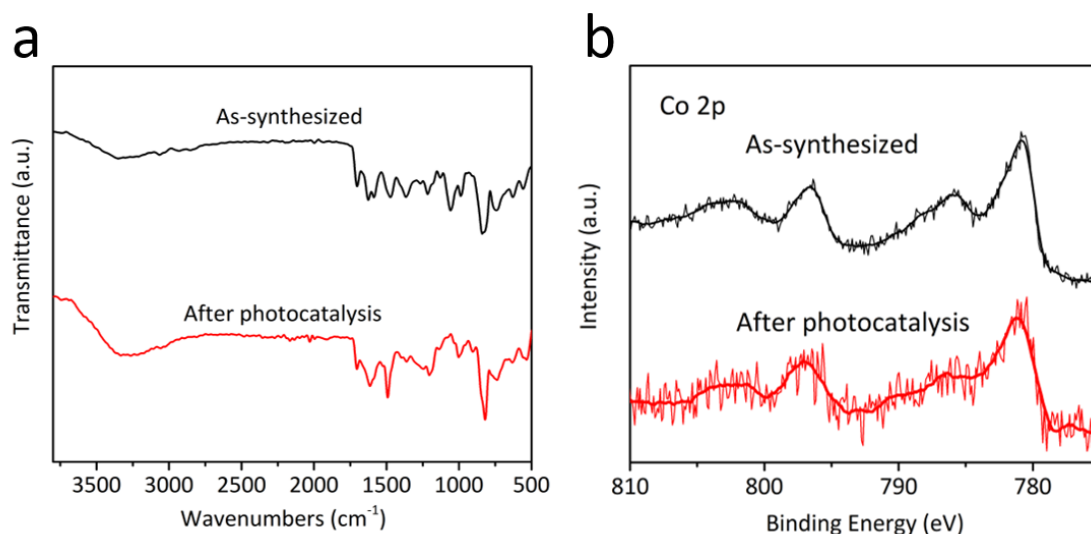 a
As-synthesized
After photocatalysis
Transmittance (a.u.)
3500 3000 2500 2000 1500 1000 500
Wavenumbers (cm⁻¹)
b
Co 2p
As-synthesized
After photocatalysis
Intensity (a.u.)
810 800 790 780
Binding Energy (eV)